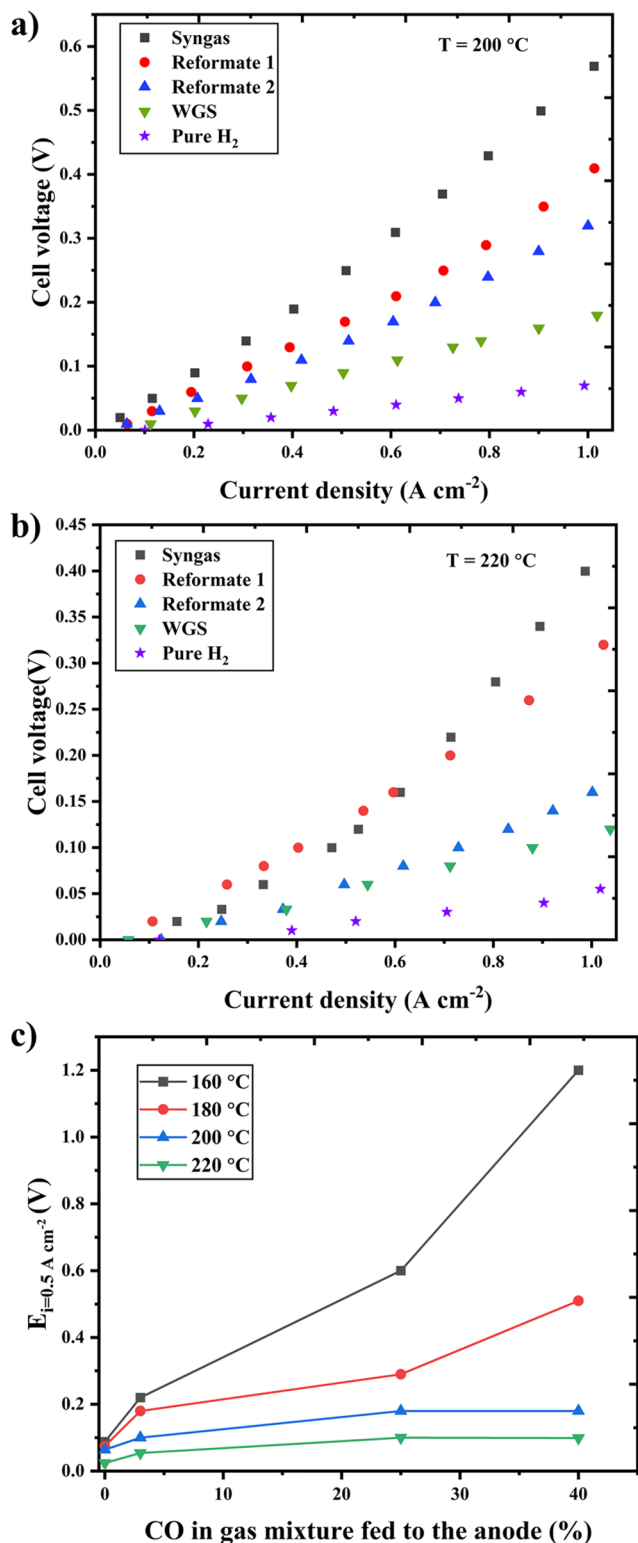 a)
T = 200 °C
Syngas
Reformate 1
Reformate 2
WGS
Pure H₂
0.6
0.5
0.4
0.3
0.2
0.1
0.0
Cell voltage (V)
0.0 0.2 0.4 0.6 0.8 1.0
Current density (A cm⁻²)
b)
T = 220 °C
Syngas
Reformate 1
Reformate 2
WGS
Pure H₂
0.45
0.40
0.35
0.30
0.25
0.20
0.15
0.10
0.05
0.00
Cell voltage(V)
0.0 0.2 0.4 0.6 0.8 1.0
Current density (A cm⁻²)
c)
160 °C
180 °C
200 °C
220 °C
1.2
1.0
0.8
0.6
0.4
0.2
0.0
E i=0.5 A cm⁻² (V)
0 10 20 30 40
CO in gas mixture fed to the anode (%)